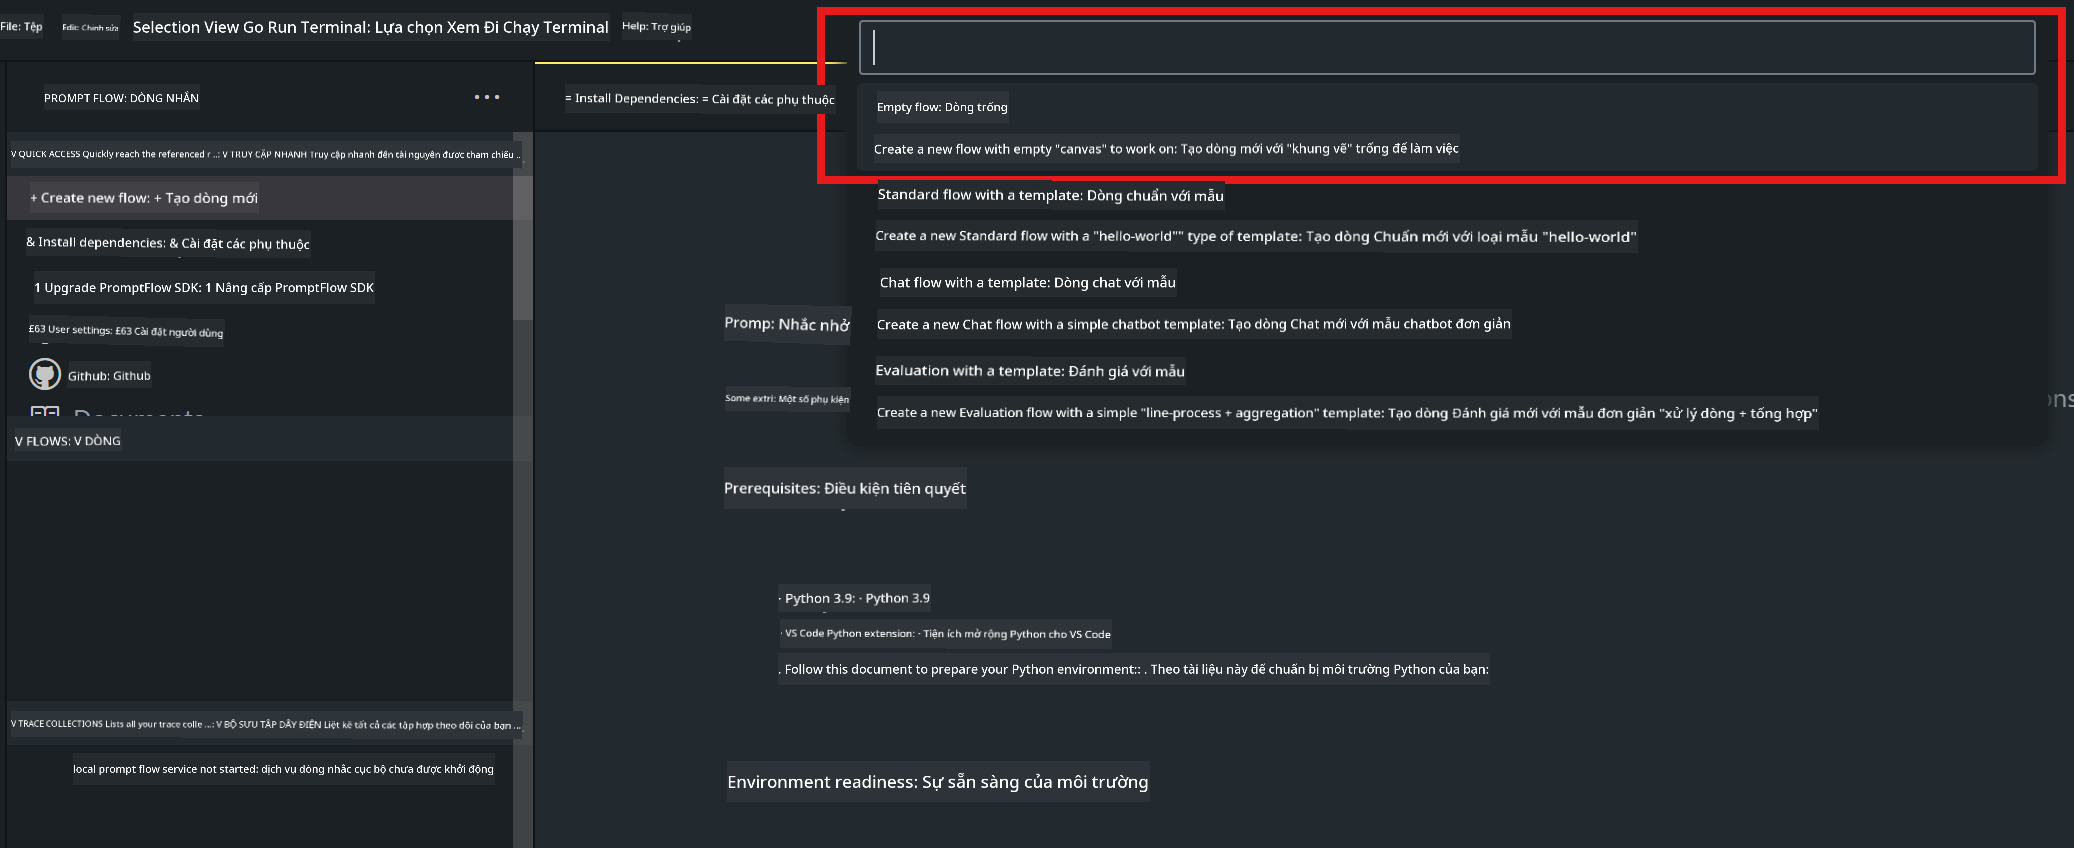 File: Tệp
Edit: Chỉnh sửa
Selection View Go Run Terminal: Lựa chọn Xem Đi Chạy Terminal
Help: Trợ giúp
PROMPT FLOW: DÒNG NHẮN
= Install Dependencies: = Cài đặt các phụ thuộc
V QUICK ACCESS Quickly reach the referenced r ..: V TRUY CẬP NHANH Truy cập nhanh đến tài nguyên được tham chiếu ..
+ Create new flow: + Tạo dòng mới
& Install dependencies: & Cài đặt các phụ thuộc
1 Upgrade PromptFlow SDK: 1 Nâng cấp PromptFlow SDK
£63 User settings: £63 Cài đặt người dùng
Github: Github
V FLOWS: V DÒNG
V TRACE COLLECTIONS Lists all your trace colle ...: V BỘ SƯU TẬP DÂY ĐIỆN Liệt kê tất cả các tập hợp theo dõi của bạn ...
local prompt flow service not started: dịch vụ dòng nhắc cục bộ chưa được khởi động
Empty flow: Dòng trống
Create a new flow with empty "canvas" to work on: Tạo dòng mới với "khung vẽ" trống để làm việc
Standard flow with a template: Dòng chuẩn với mẫu
Create a new Standard flow with a "hello-world"" type of template: Tạo dòng Chuẩn mới với loại mẫu "hello-world"
Chat flow with a template: Dòng chat với mẫu
Create a new Chat flow with a simple chatbot template: Tạo dòng Chat mới với mẫu chatbot đơn giản
Evaluation with a template: Đánh giá với mẫu
Create a new Evaluation flow with a simple "line-process + aggregation" template: Tạo dòng Đánh giá mới với mẫu đơn giản "xử lý dòng + tổng hợp"
Promp: Nhắc nhở
Some extri: Một số phụ kiện
Prerequisites: Điều kiện tiên quyết
· Python 3.9: · Python 3.9
· VS Code Python extension: · Tiện ích mở rộng Python cho VS Code
. Follow this document to prepare your Python environment:: . Theo tài liệu này để chuẩn bị môi trường Python của bạn:
Environment readiness: Sự sẵn sàng của môi trường